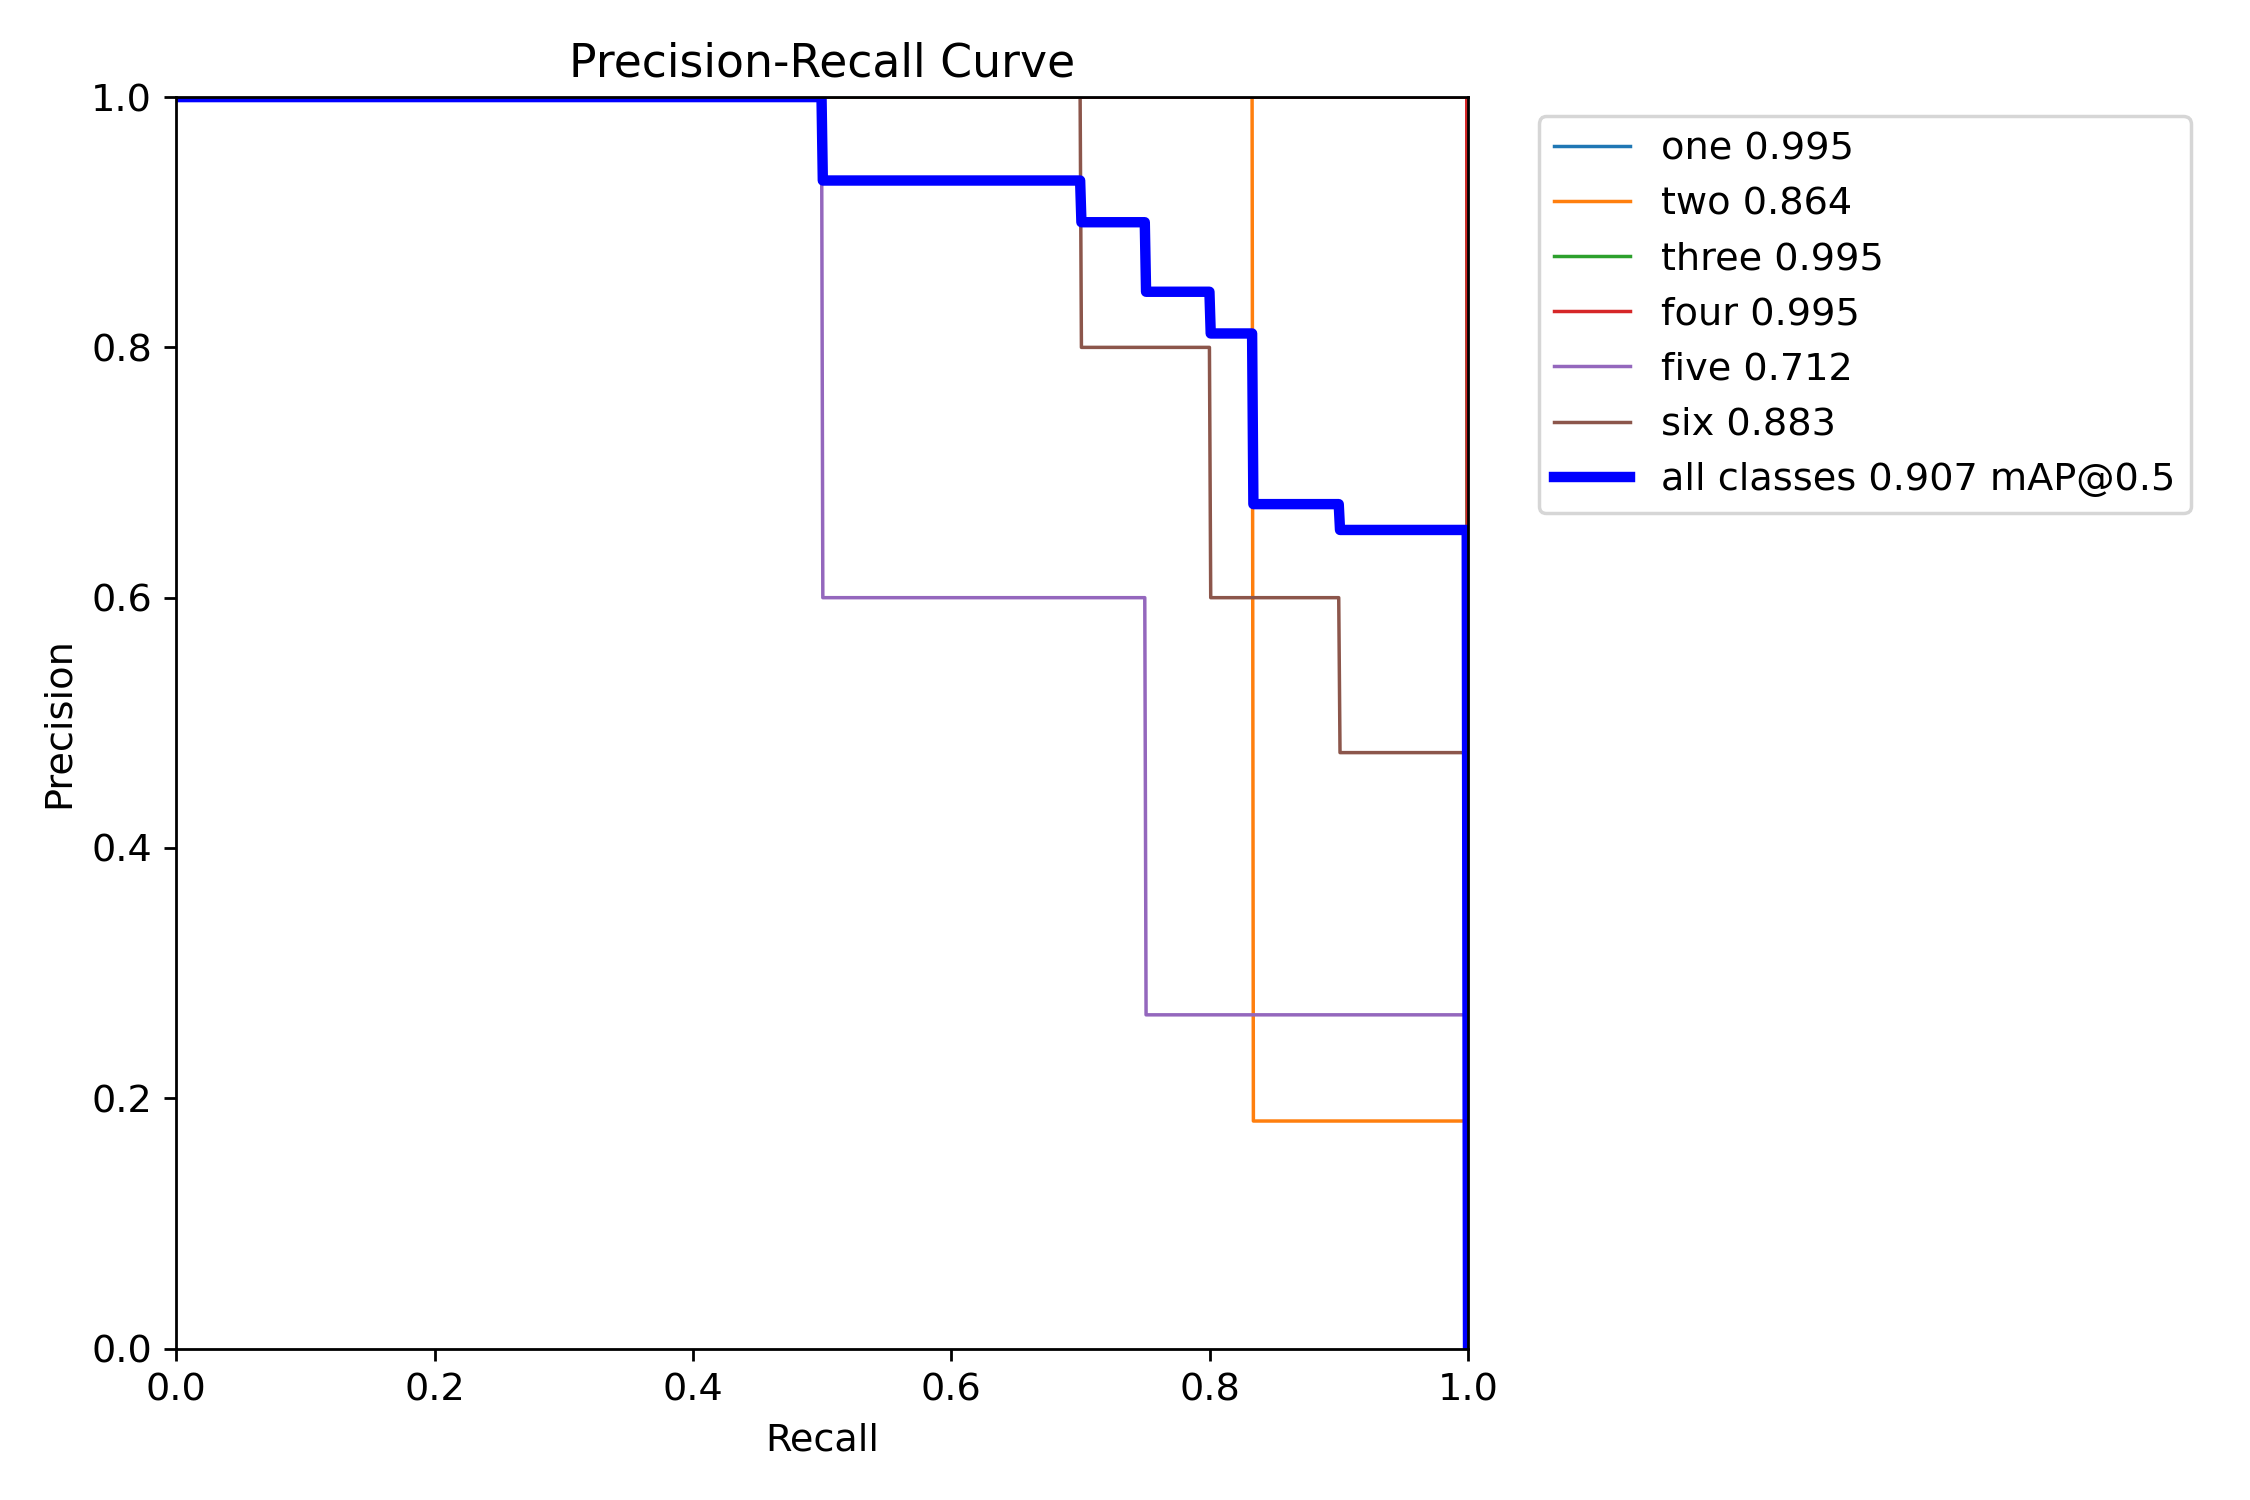 Precision-Recall Curve
1.0
0.8
0.6
0.4
0.2
0.0
Precision
0.0 0.2 0.4 0.6 0.8 1.0
Recall
one 0.995
two 0.864
three 0.995
four 0.995
five 0.712
six 0.883
all classes 0.907 mAP@0.5